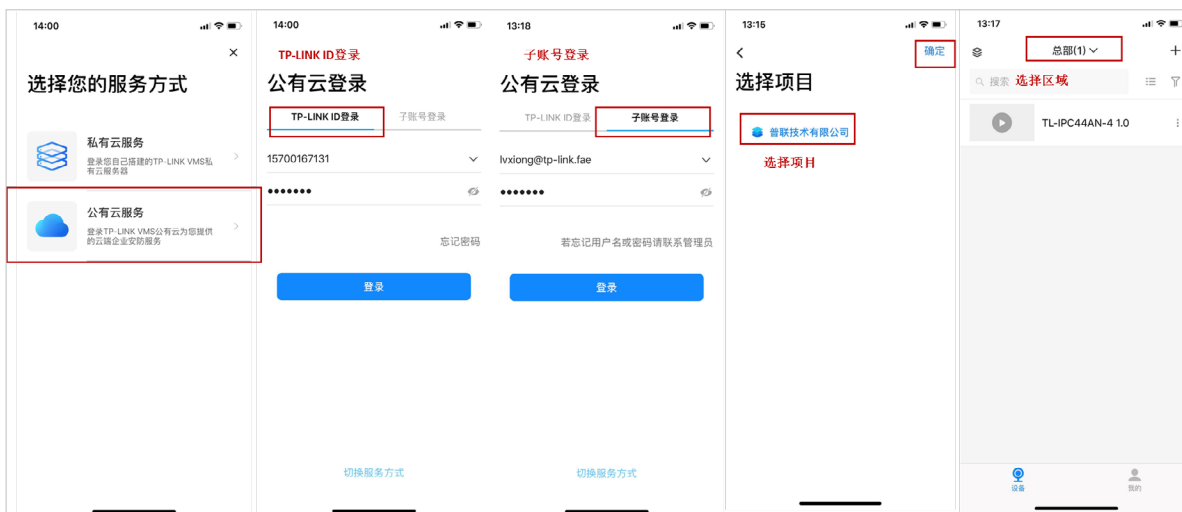 14:00
选择您的服务方式
私有云服务
登录您自己搭建的TP-LINK VMS私
有云服务器
公有云服务
登录TP-LINK VMS公有云为您提供
的云端企业安防服务
14:00
TP-LINK ID登录
公有云登录
TP-LINK ID登录 子账号登录
15700167131
•••••••
忘记密码
登录
切换服务方式
13:18
子账号登录
公有云登录
TP-LINK ID登录 子账号登录
lvxiong@tp-link.fae
•••••••
若忘记用户名或密码请联系管理员
登录
切换服务方式
13:15
确定
选择项目
普联技术有限公司
选择项目
13:17
总部(1)
搜索 选择区域
TL-IPC44AN-4 1.0
设备 我的